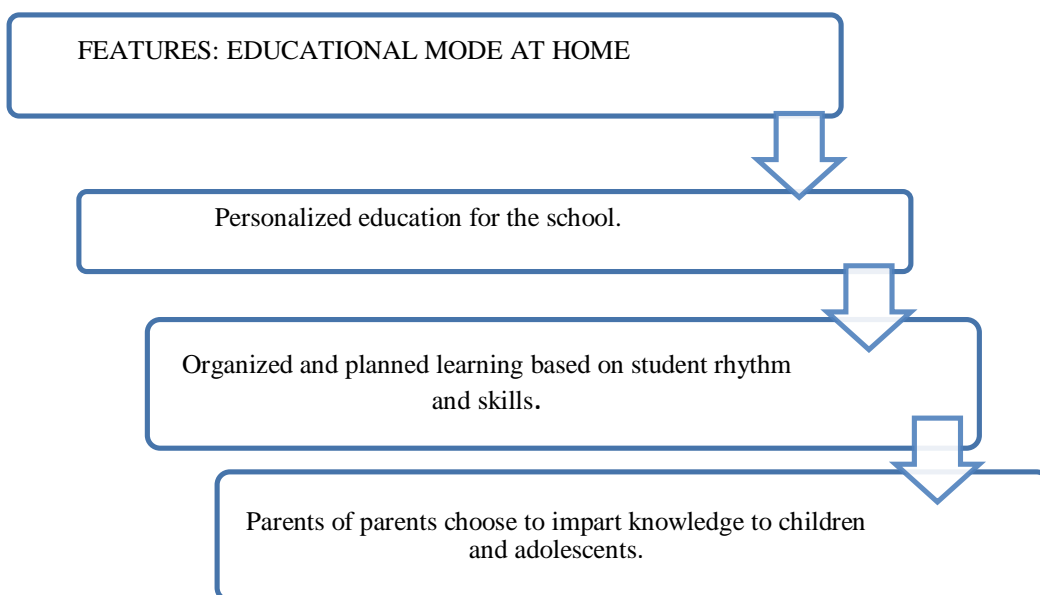 FEATURES: EDUCATIONAL MODE AT HOME
Personalized education for the school.
Organized and planned learning based on student rhythm
and skills.
Parents of parents choose to impart knowledge to children
and adolescents.